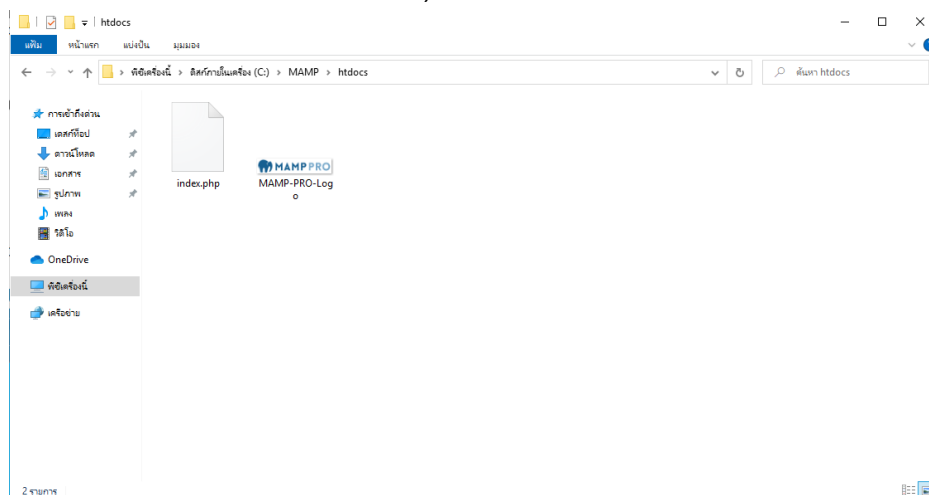 htdocs
แฟ้ม หน้าแรก แบ่งปัน มุมมอง
พีซีเครื่องนี้ > ดิสก์ภายในเครื่อง (C:) > MAMP > htdocs
ค้นหา htdocs
การเข้าถึงด่วน
เดสก์ท็อป
ดาวน์โหลด
เอกสาร
รูปภาพ
เพลง
วิดีโอ
OneDrive
พีซีเครื่องนี้
เครือข่าย
index.php
MAMP PRO
MAMP-PRO-Log
o
2 รายการ